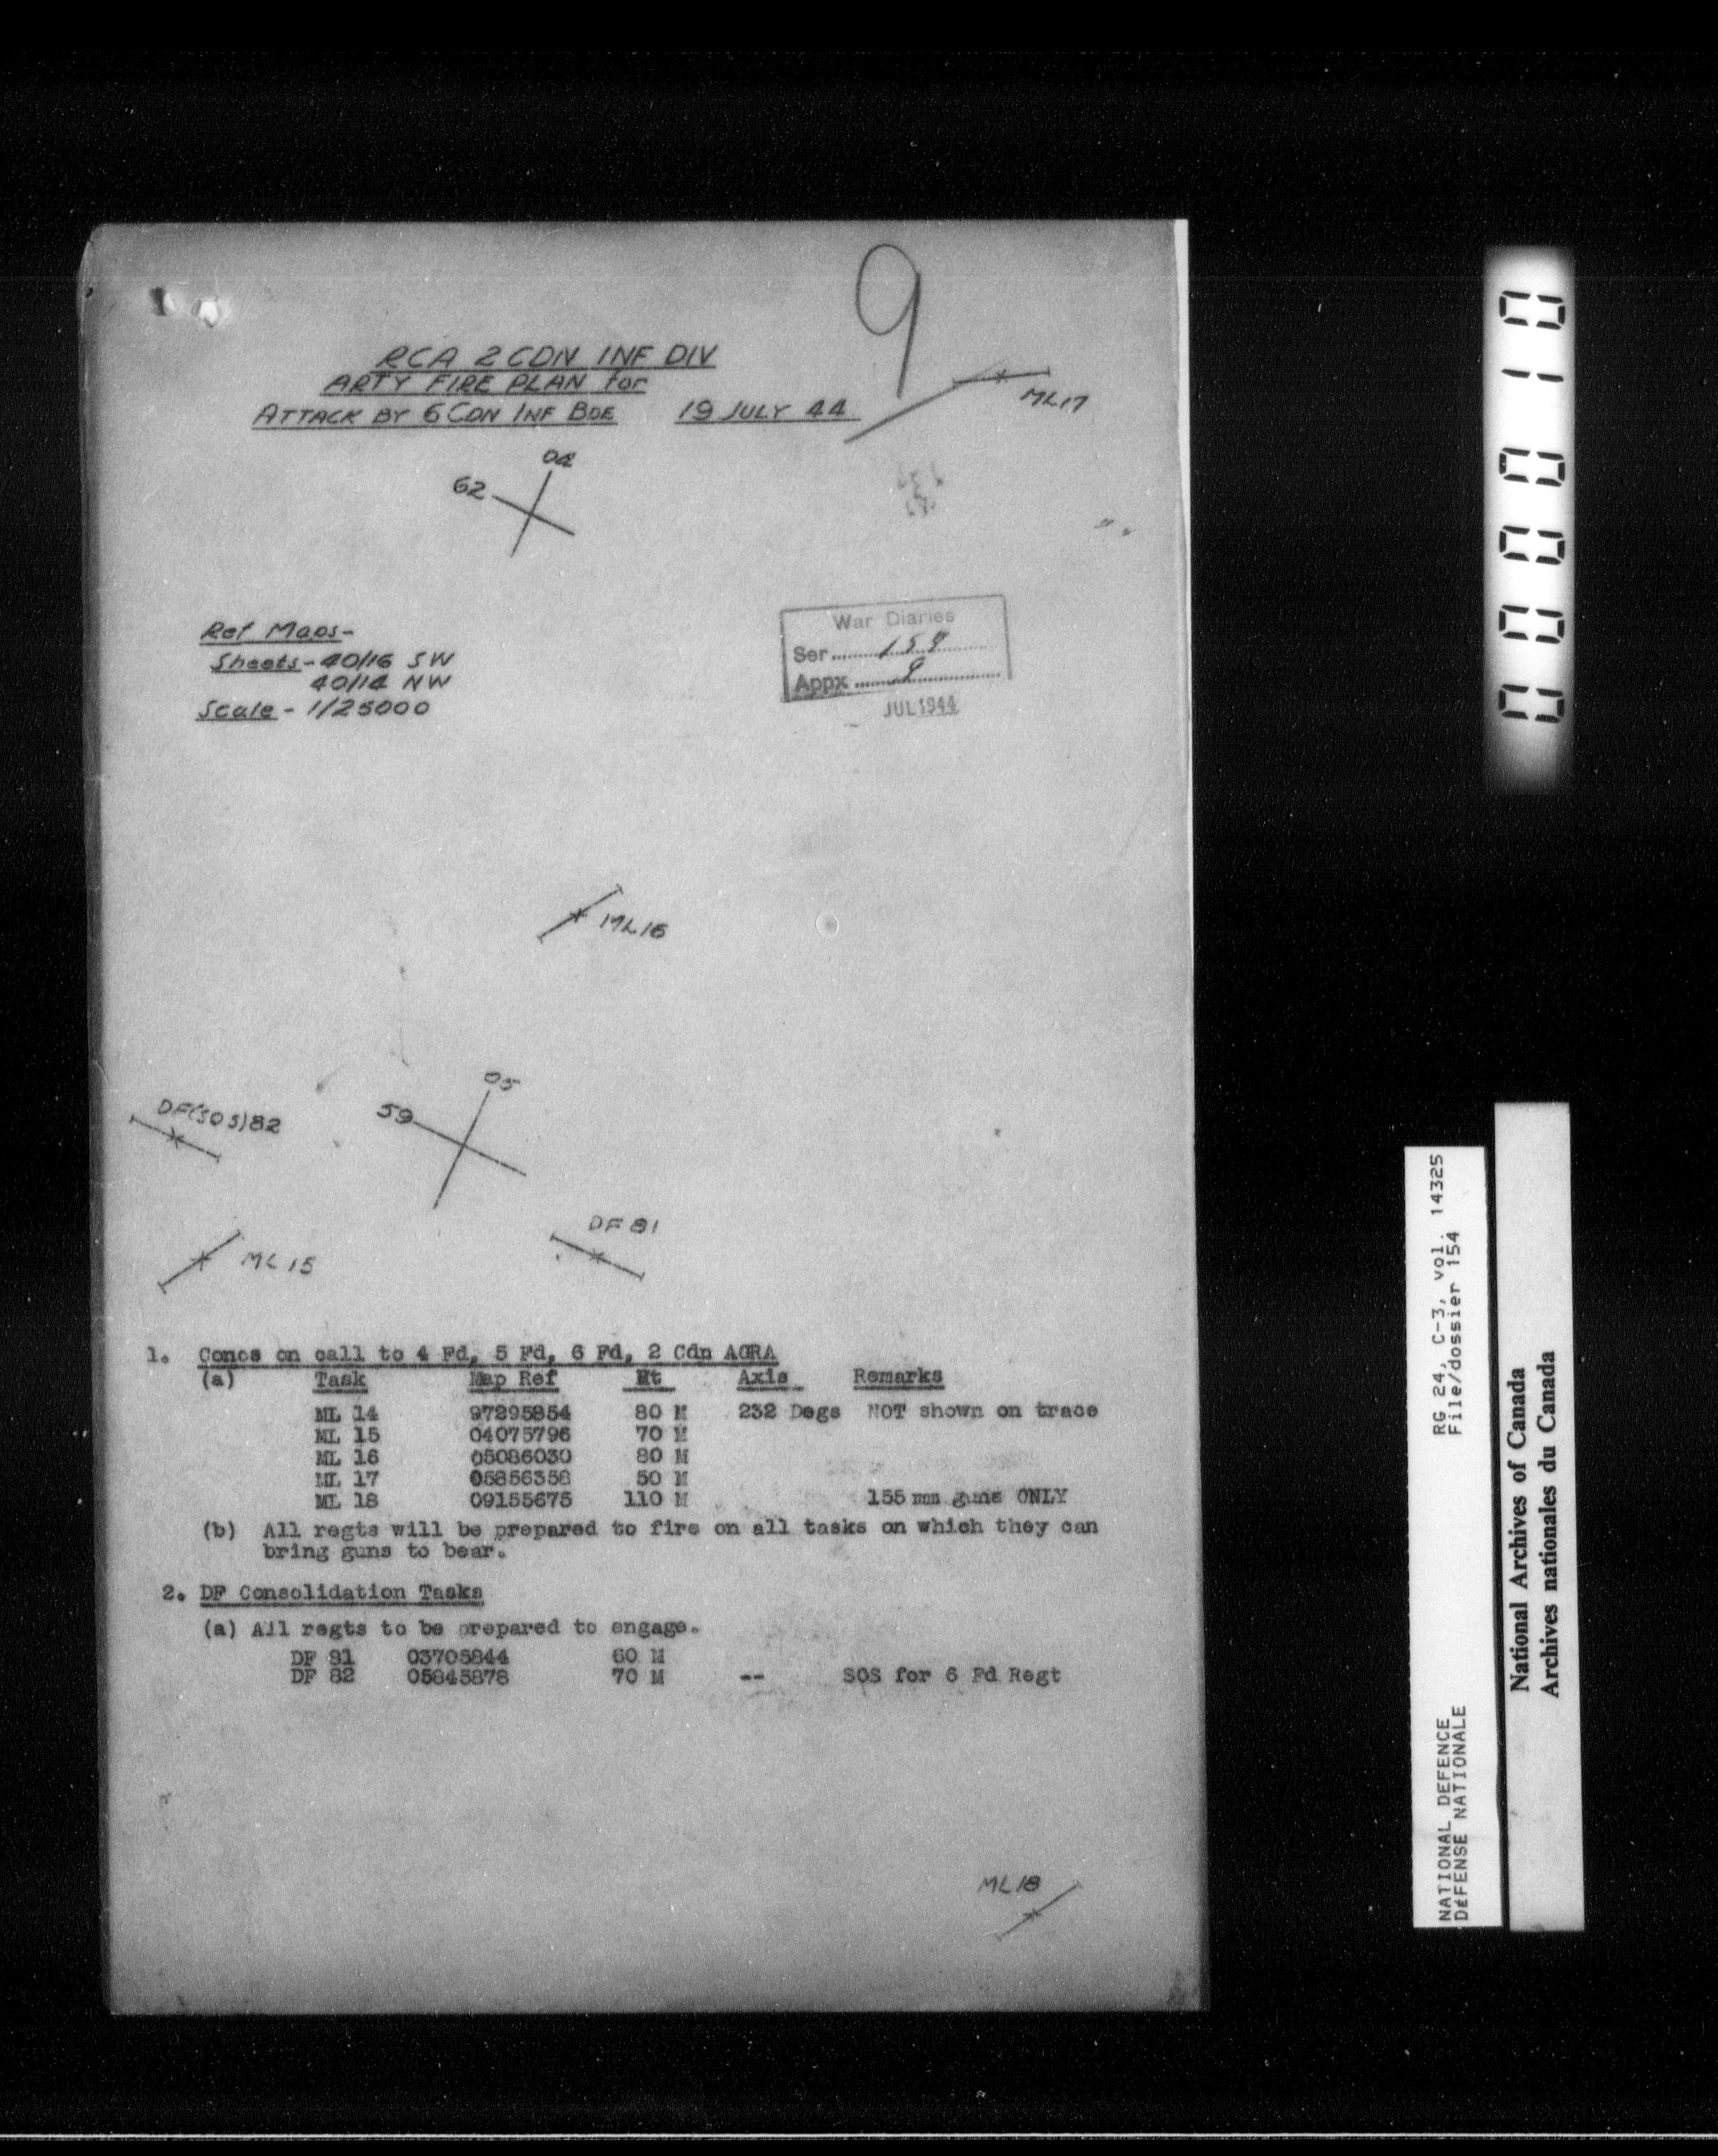 9
RCA 2 CDN INF DIV
ARTY FIRE PLAN for
ATTACK BY 6 CDN INF BDE 19 JULY 44
ML17
04
62
Ref Maps-
Sheets - 40/16 SW
40/14 NW
Scale - 1/25000
War Diaries
Ser
Appx 9
JUL 1944
ML16
05
59
DF(SOS)82
DF 81
ML 15
1. Concs on call to 4 Fd, 5 Fd, 6 Fd, 2 Cdn AGRA
(a) Task Map Ref Ht Axis Remarks
ML 14 97295854 80 M 232 Degs NOT shown on trace
ML 15 04075796 70 M
ML 16 05086030 80 M
ML 17 05856358 50 M
ML 18 09155675 110 M 155 mm guns ONLY
(b) All regts will be prepared to fire on all tasks on which they can
bring guns to bear.
2. DF Consolidation Tasks
(a) All regts to be prepared to engage.
DF 81 03705844 60 M
DF 82 05845878 70 M -- SOS for 6 Fd Regt
ML18
0000110
RG 24, C-3, vol. 14325
File/dossier 154
NATIONAL DEFENCE
DÉFENSE NATIONALE
National Archives of Canada
Archives nationales du Canada